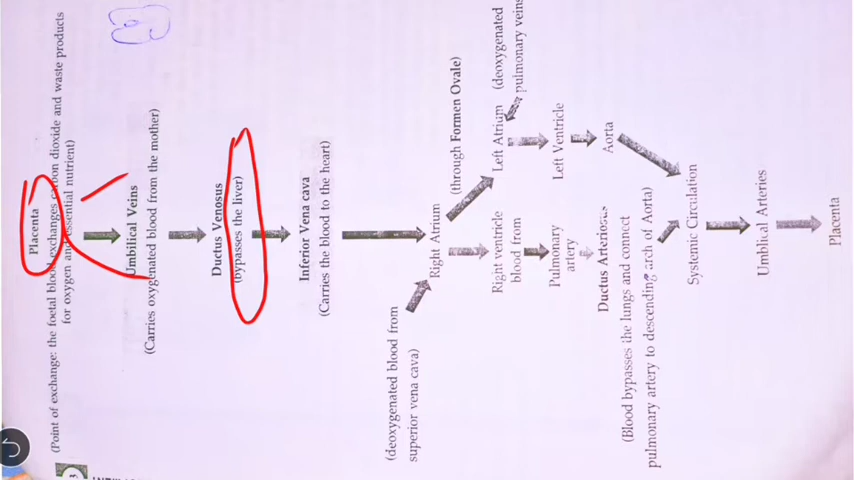 Placenta
(Point of exchange: the foetal blood exchanges carbon dioxide and waste products
for oxygen and essential nutrient)
Umbilical Veins
(Carries oxygenated blood from the mother)
Ductus Venosus
(bypasses the liver)
Inferior Vena cava
(Carries the blood to the heart)
(deoxygenated blood from
superior vena cava)
Right Atrium
(through Formen Ovale)
Left Atrium
(deoxygenated
pulmonary veins
Right ventricle
blood from
Left Ventricle
Pulmonary
artery
Aorta
Ductus Arteriosus
(Blood bypasses the lungs and connect
pulmonary artery to descending arch of Aorta)
Systemic Circulation
Umblical Arteries
Placenta